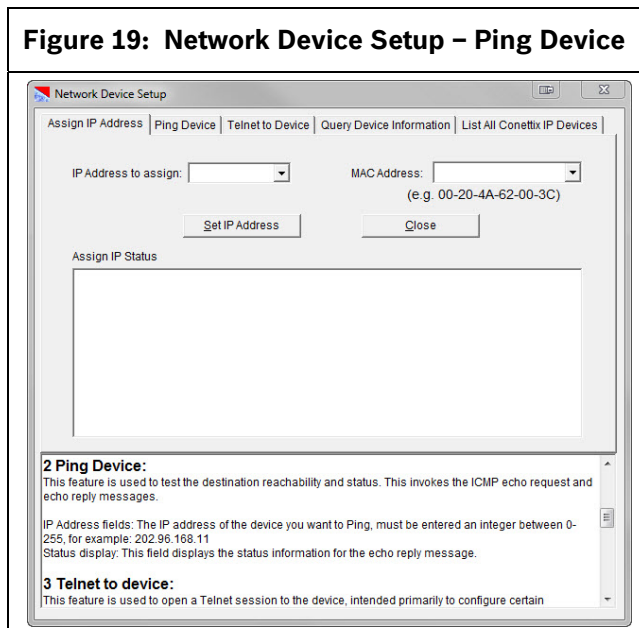 Figure 19: Network Device Setup – Ping Device
Network Device Setup
Assign IP Address Ping Device Telnet to Device Query Device Information List All Conettix IP Devices
IP Address to assign: MAC Address:
(e.g. 00-20-4A-62-00-3C)
Set IP Address Close
Assign IP Status
2 Ping Device:
This feature is used to test the destination reachability and status. This invokes the ICMP echo request and
echo reply messages.
IP Address fields: The IP address of the device you want to Ping, must be entered an integer between 0-
255, for example: 202.96.168.11
Status display: This field displays the status information for the echo reply message.
3 Telnet to device:
This feature is used to open a Telnet session to the device, intended primarily to configure certain